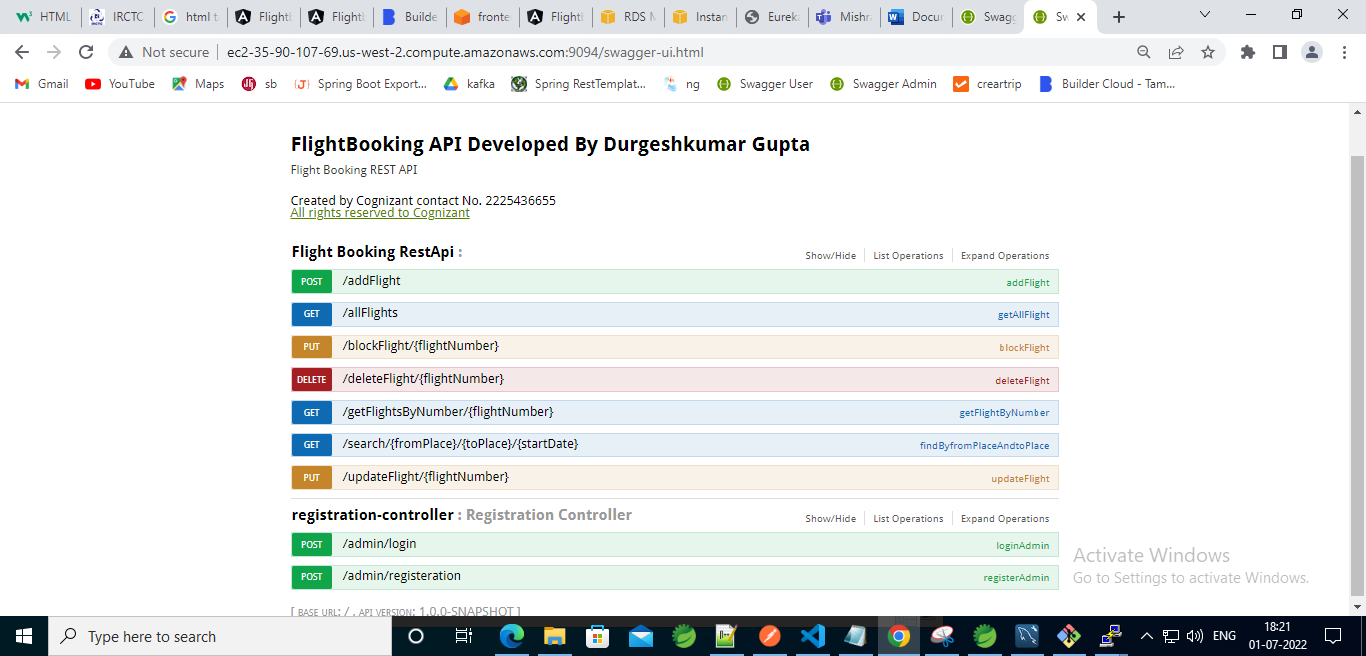 HTML
IRCTC
html t
Flight
Flight
Builde
fronte
Flight
RDS M
Instan
Eureka
Mishra
Docum
Swagg
Sw
Not secure
ec2-35-90-107-69.us-west-2.compute.amazonaws.com:9094/swagger-ui.html
Gmail YouTube Maps sb Spring Boot Export... kafka Spring RestTemplat... ng Swagger User Swagger Admin creartrip Builder Cloud - Tam...
FlightBooking API Developed By Durgeshkumar Gupta
Flight Booking REST API
Created by Cognizant contact No. 2225436655
All rights reserved to Cognizant
Flight Booking RestApi : Show/Hide List Operations Expand Operations
POST /addFlight addFlight
GET /allFlights getAllFlight
PUT /blockFlight/{flightNumber} blockFlight
DELETE /deleteFlight/{flightNumber} deleteFlight
GET /getFlightsByNumber/{flightNumber} getFlightByNumber
GET /search/{fromPlace}/{toPlace}/{startDate} findByfromPlaceAndtoPlace
PUT /updateFlight/{flightNumber} updateFlight
registration-controller : Registration Controller Show/Hide List Operations Expand Operations
POST /admin/login loginAdmin
POST /admin/registeration registerAdmin
[ BASE URL: / , API VERSION: 1.0.0-SNAPSHOT ]
Activate Windows
Go to Settings to activate Windows.
Type here to search
ENG
18:21
01-07-2022